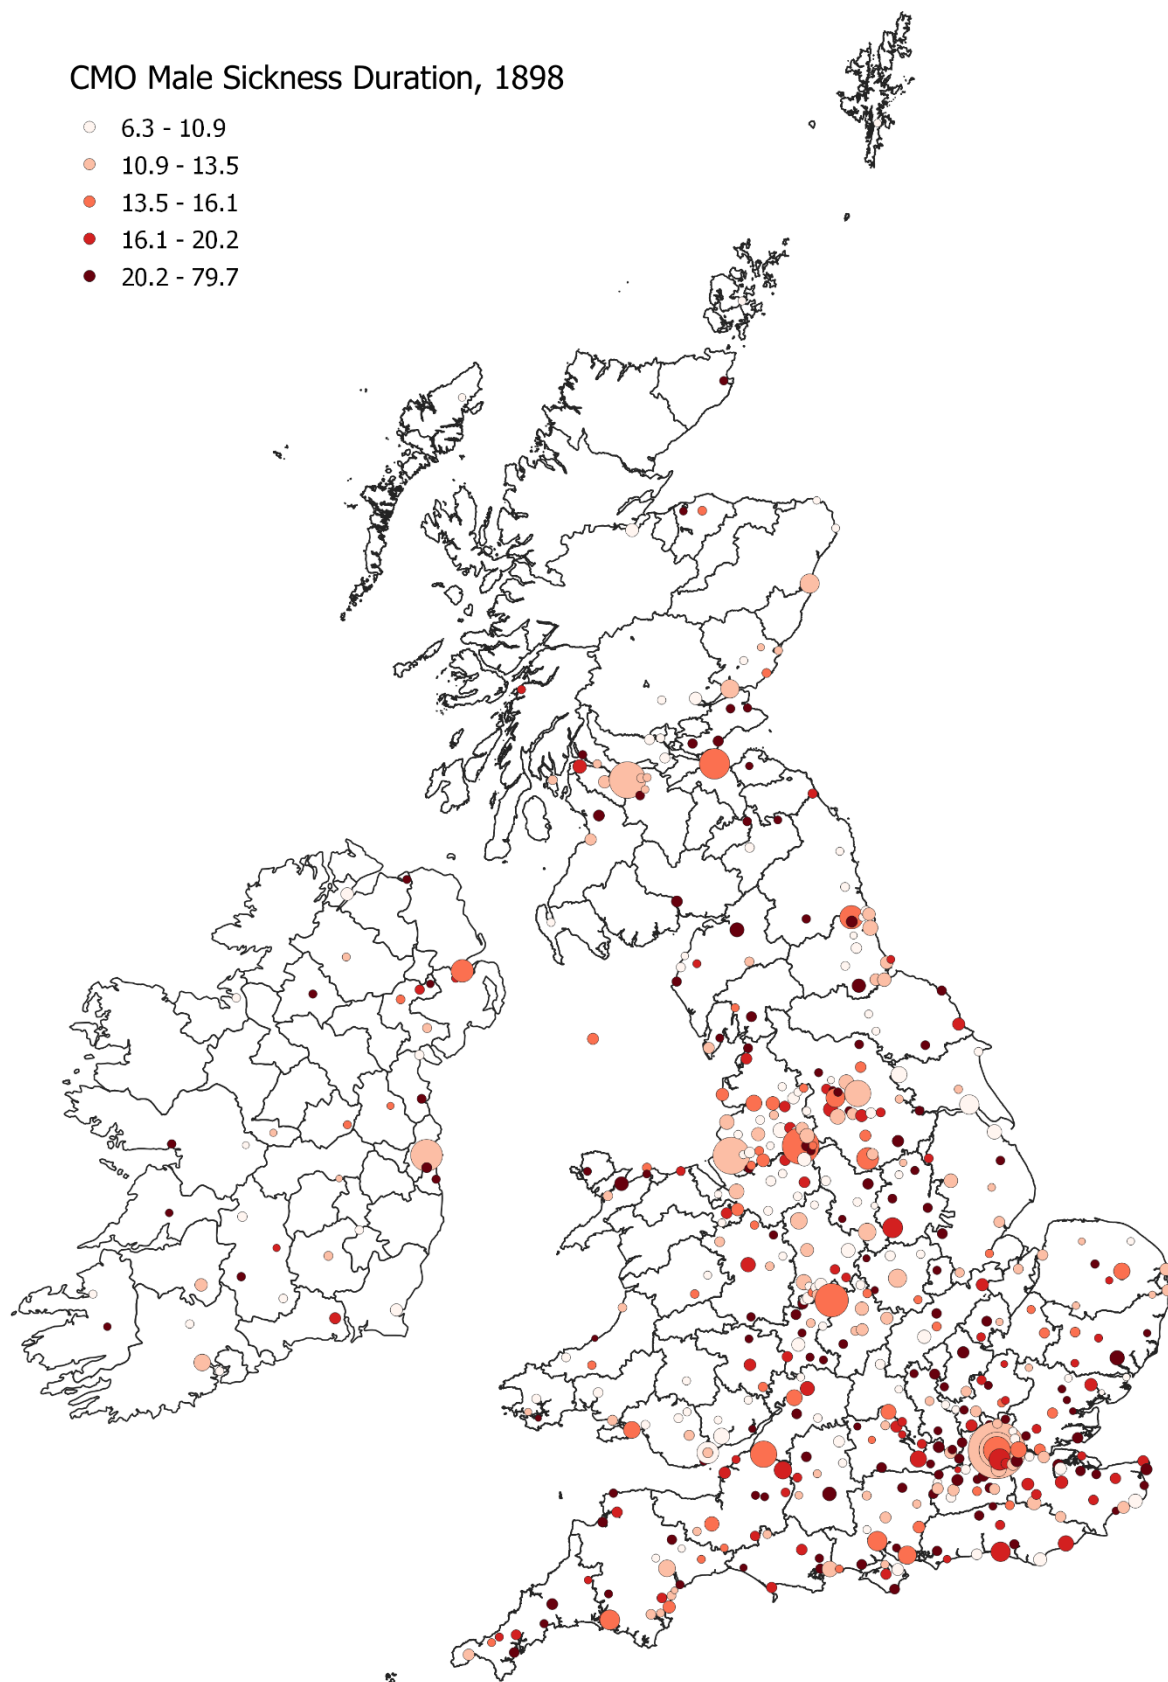 CMO Male Sickness Duration, 1898
6.3 - 10.9
10.9 - 13.5
13.5 - 16.1
16.1 - 20.2
20.2 - 79.7